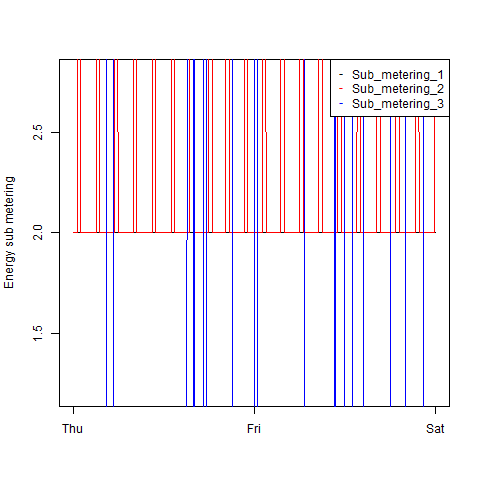 Sub_metering_1
Sub_metering_2
Sub_metering_3
Energy sub metering
2.5
2.0
1.5
Thu
Fri
Sat